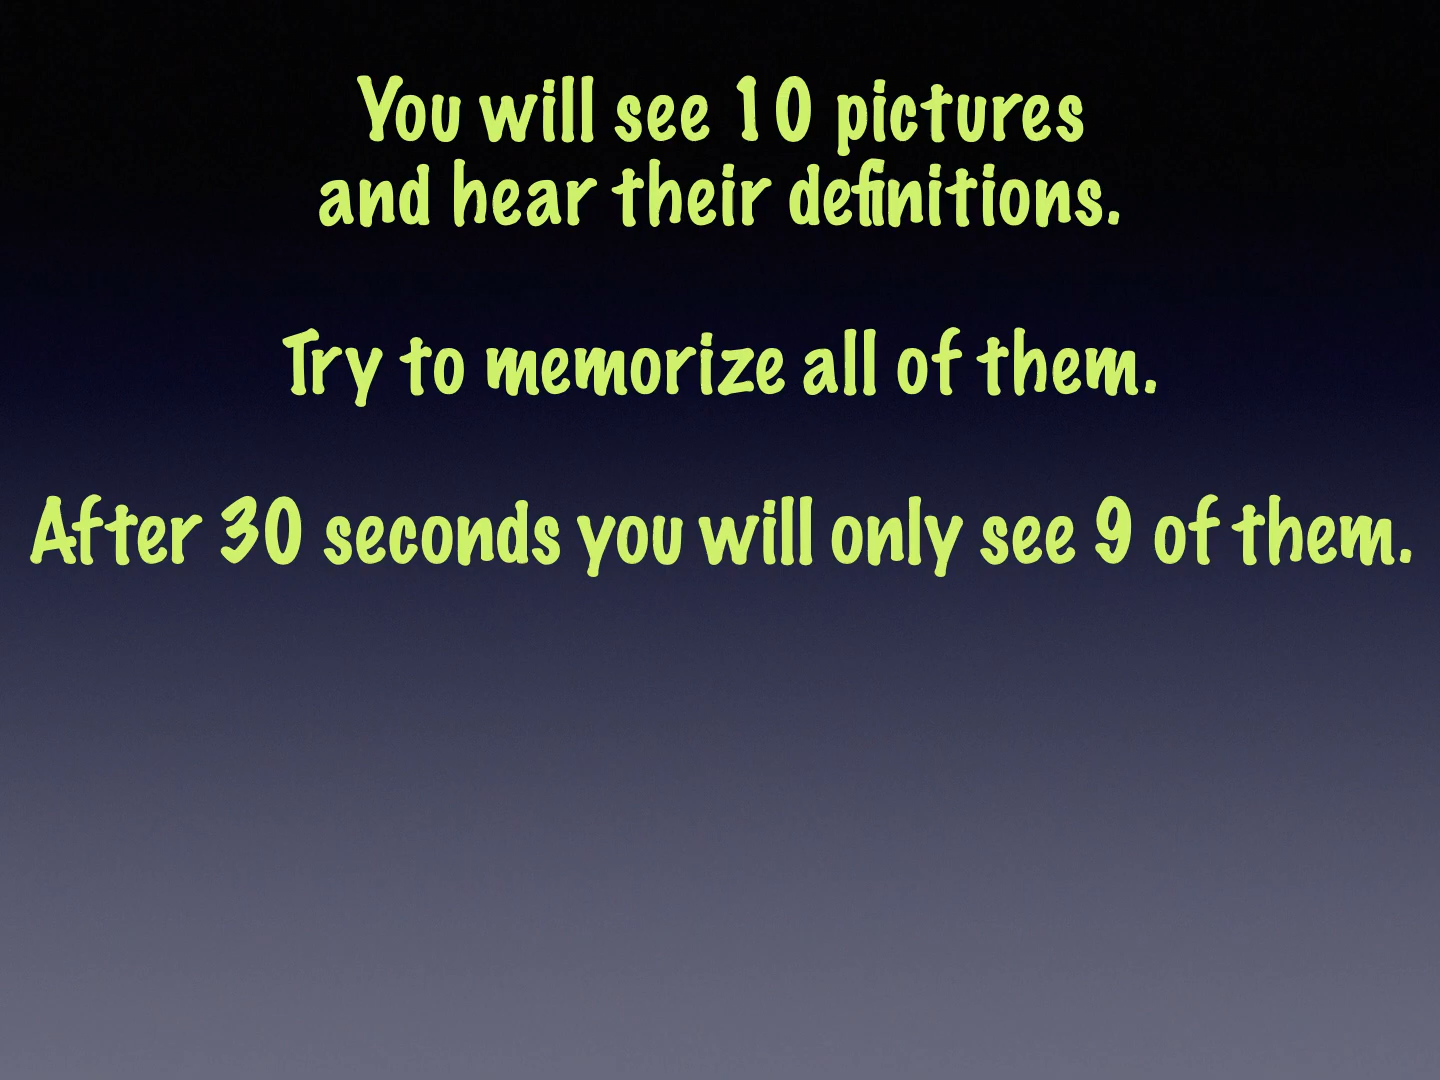 You will see 10 pictures
and hear their definitions.
Try to memorize all of them.
After 30 seconds you will only see 9 of them.